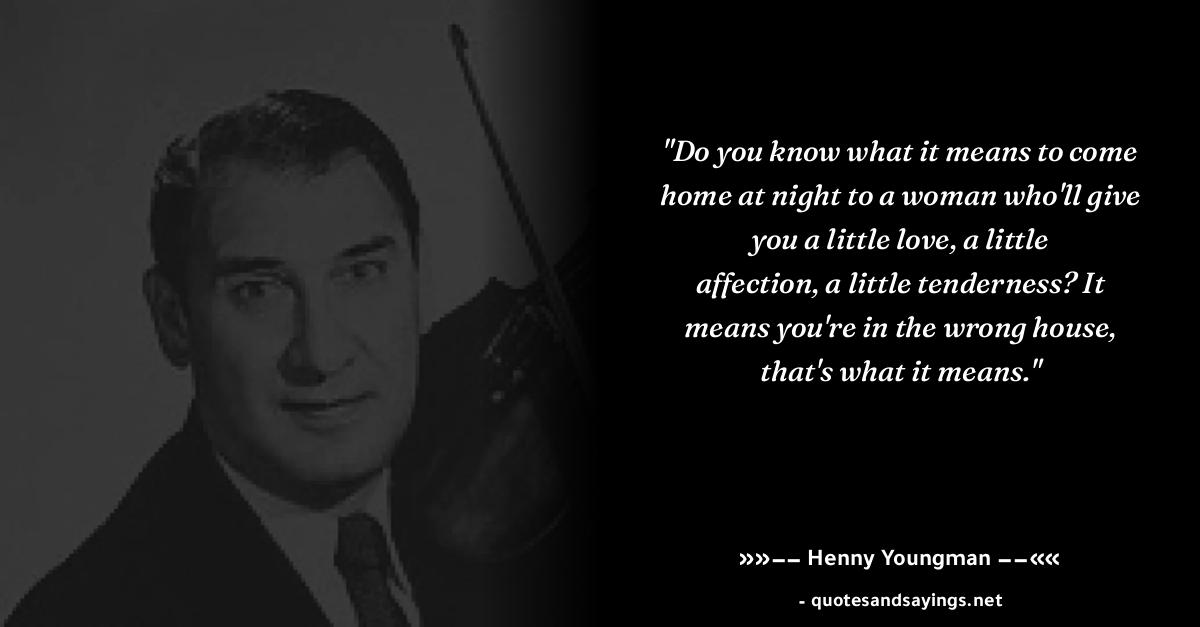 "Do you know what it means to come
home at night to a woman who'll give
you a little love, a little
affection, a little tenderness? It
means you're in the wrong house,
that's what it means."
»»−− Henny Youngman −−««
- quotesandsayings.net